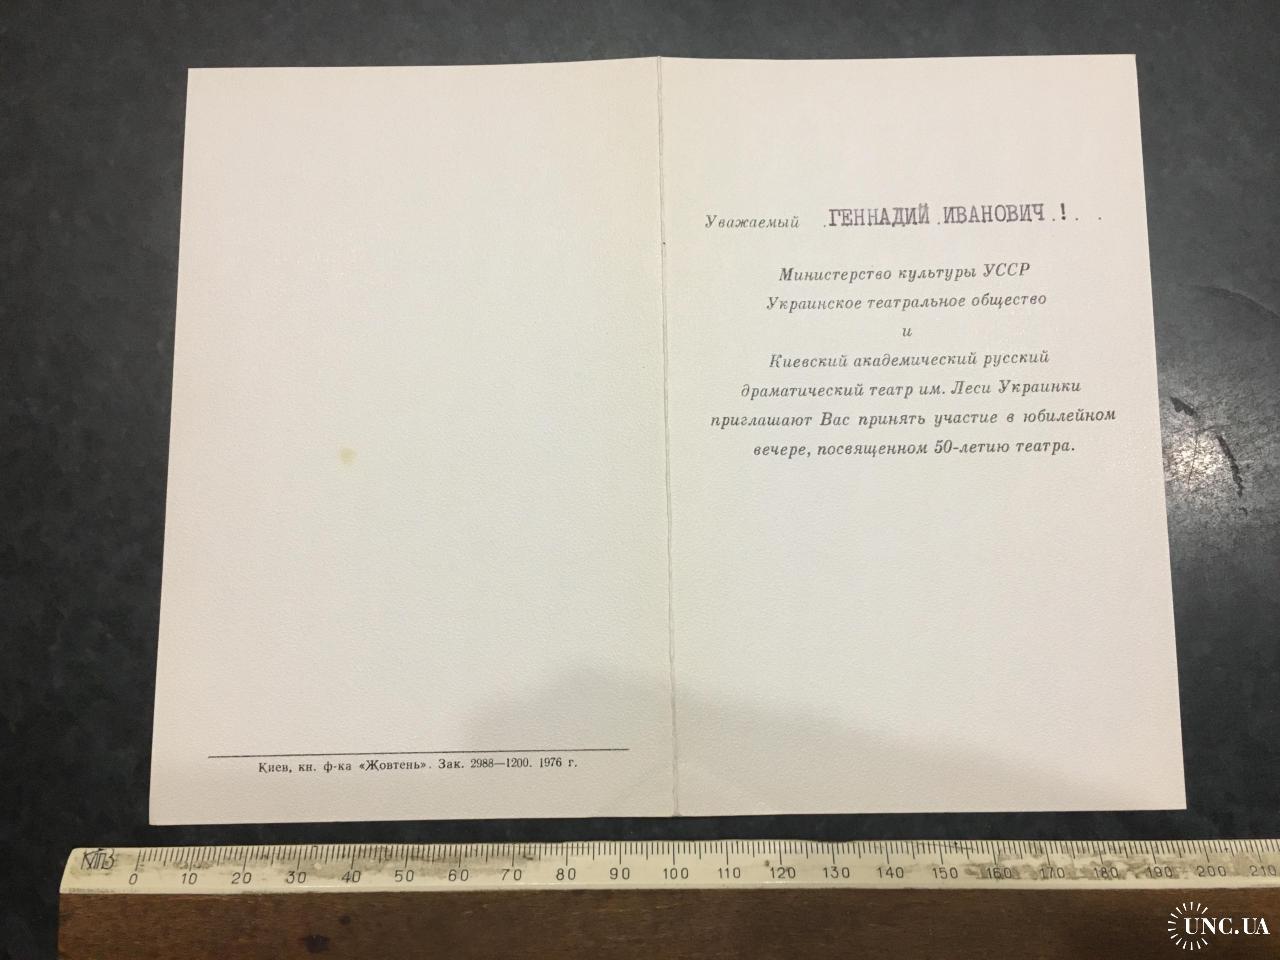 Уважаемый .ГЕННАДИЙ.ИВАНОВИЧ.!. .
Министерство культуры УССР
Украинское театральное общество
и
Киевский академический русский
драматический театр им. Леси Украинки
приглашают Вас принять участие в юбилейном
вечере, посвященном 50-летию театра.
Киев, кн. ф-ка «Жовтень». Зак. 2988—1200. 1976 г.
0 10 20 30 40 50 60 70 80 90 100 110 120 130 140 150 160 170 180 190 200 210
UNC.UA